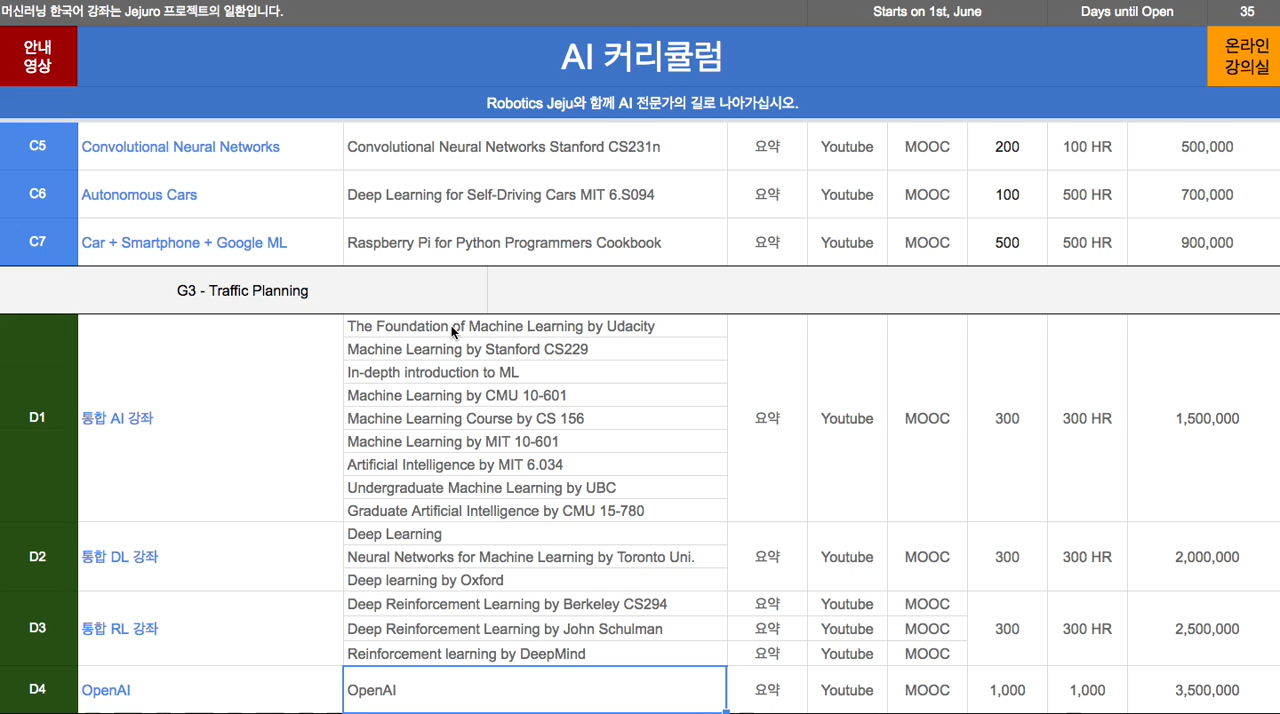 머신러닝 한국어 강좌는 Jejuro 프로젝트의 일환입니다. Starts on 1st, June Days until Open 35
안내
영상
AI 커리큘럼
온라인
강의실
Robotics Jeju와 함께 AI 전문가의 길로 나아가십시오.
C5 Convolutional Neural Networks Convolutional Neural Networks Stanford CS231n 요약 Youtube MOOC 200 100 HR 500,000
C6 Autonomous Cars Deep Learning for Self-Driving Cars MIT 6.S094 요약 Youtube MOOC 100 500 HR 700,000
C7 Car + Smartphone + Google ML Raspberry Pi for Python Programmers Cookbook 요약 Youtube MOOC 500 500 HR 900,000
G3 - Traffic Planning
The Foundation of Machine Learning by Udacity
Machine Learning by Stanford CS229
In-depth introduction to ML
Machine Learning by CMU 10-601
D1 통합 AI 강좌 Machine Learning Course by CS 156 요약 Youtube MOOC 300 300 HR 1,500,000
Machine Learning by MIT 10-601
Artificial Intelligence by MIT 6.034
Undergraduate Machine Learning by UBC
Graduate Artificial Intelligence by CMU 15-780
Deep Learning
D2 통합 DL 강좌 Neural Networks for Machine Learning by Toronto Uni. 요약 Youtube MOOC 300 300 HR 2,000,000
Deep learning by Oxford
Deep Reinforcement Learning by Berkeley CS294 요약 Youtube MOOC
D3 통합 RL 강좌 Deep Reinforcement Learning by John Schulman 요약 Youtube MOOC 300 300 HR 2,500,000
Reinforcement learning by DeepMind 요약 Youtube MOOC
D4 OpenAI OpenAI 요약 Youtube MOOC 1,000 1,000 3,500,000